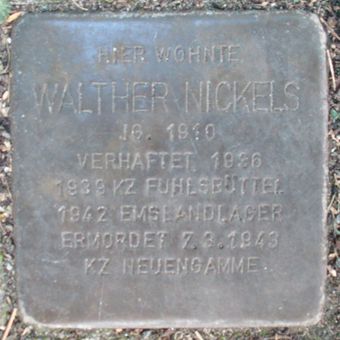 HIER WOHNTE
WALTHER NICKELS
JG. 1910
VERHAFTET 1936
1939 KZ FUHLSBÜTTEL
1942 EMSLANDLAGER
ERMORDET 7.3.1943
KZ NEUENGAMME